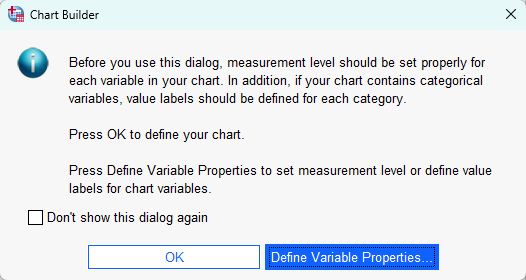 Chart Builder
Before you use this dialog, measurement level should be set properly for
each variable in your chart. In addition, if your chart contains categorical
variables, value labels should be defined for each category.
Press OK to define your chart.
Press Define Variable Properties to set measurement level or define value
labels for chart variables.
Don't show this dialog again
OK
Define Variable Properties...